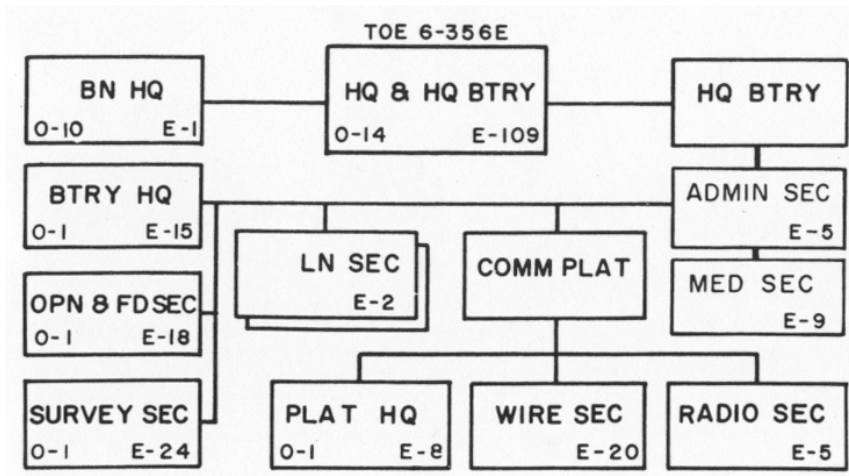 TOE 6-356E
BN HQ
O-10 E-1
HQ & HQ BTRY
O-14 E-109
HQ BTRY
BTRY HQ
O-1 E-15
ADMIN SEC
E-5
LN SEC
E-2
COMM PLAT
MED SEC
E-9
OPN & FD SEC
O-1 E-18
SURVEY SEC
O-1 E-24
PLAT HQ
O-1 E-8
WIRE SEC
E-20
RADIO SEC
E-5